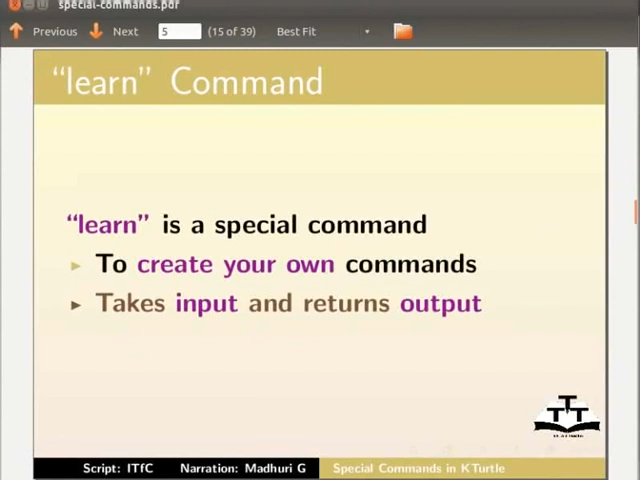 special-commands.pdf
Previous Next 5 (15 of 39) Best Fit
“learn” Command
“learn” is a special command
To create your own commands
Takes input and returns output
TTT
Script: ITfC Narration: Madhuri G Special Commands in KTurtle